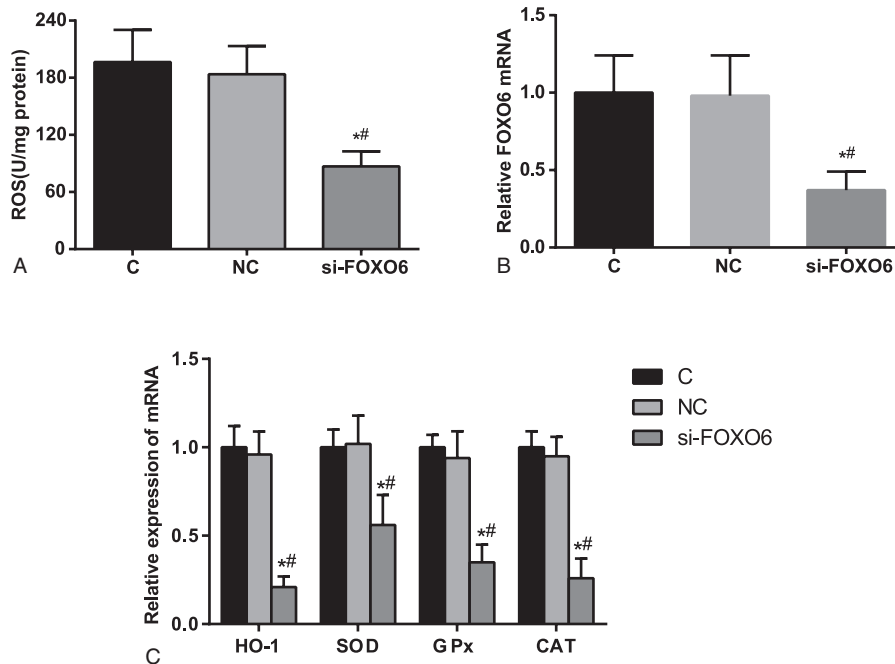 240
180
120
60
0
ROS(U/mg protein)
*#
C NC si-FOXO6
A
1.5
1.0
0.5
0.0
Relative FOXO6 mRNA
*#
C NC si-FOXO6
B
1.5
1.0
0.5
0.0
Relative expression of mRNA
*#
*#
*#
*#
HO-1 SOD GPx CAT
C
C
NC
si-FOXO6